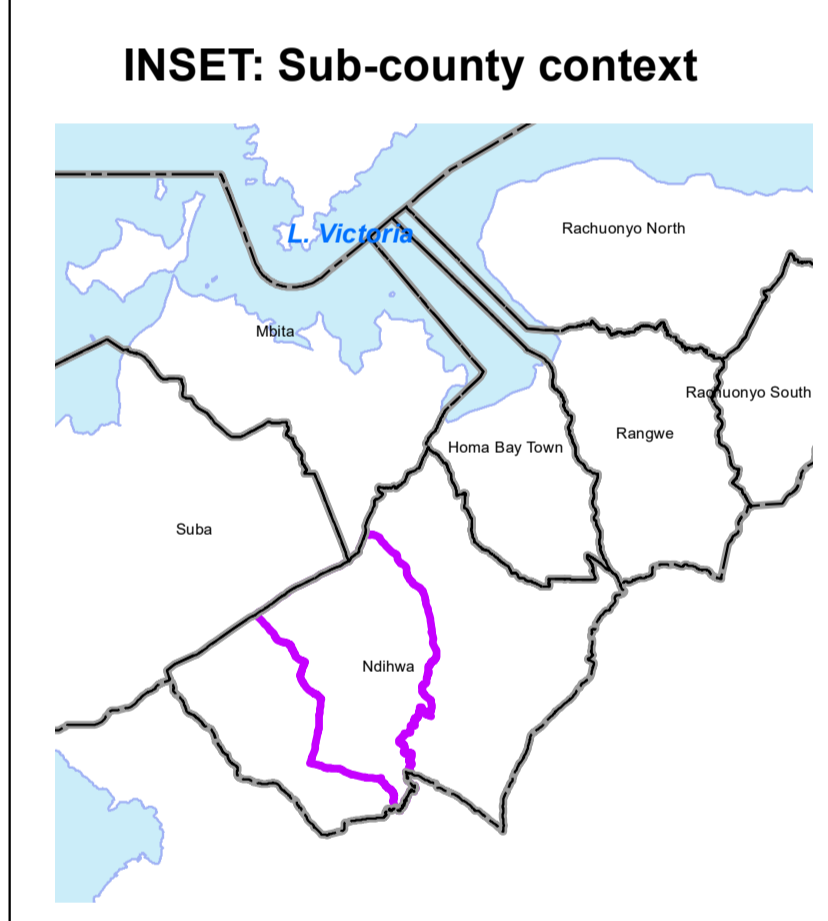 INSET: Sub-county context
Rachuonyo North
L. Victoria
Mbita
Rachuonyo South
Rangwe
Homa Bay Town
Suba
Ndihwa